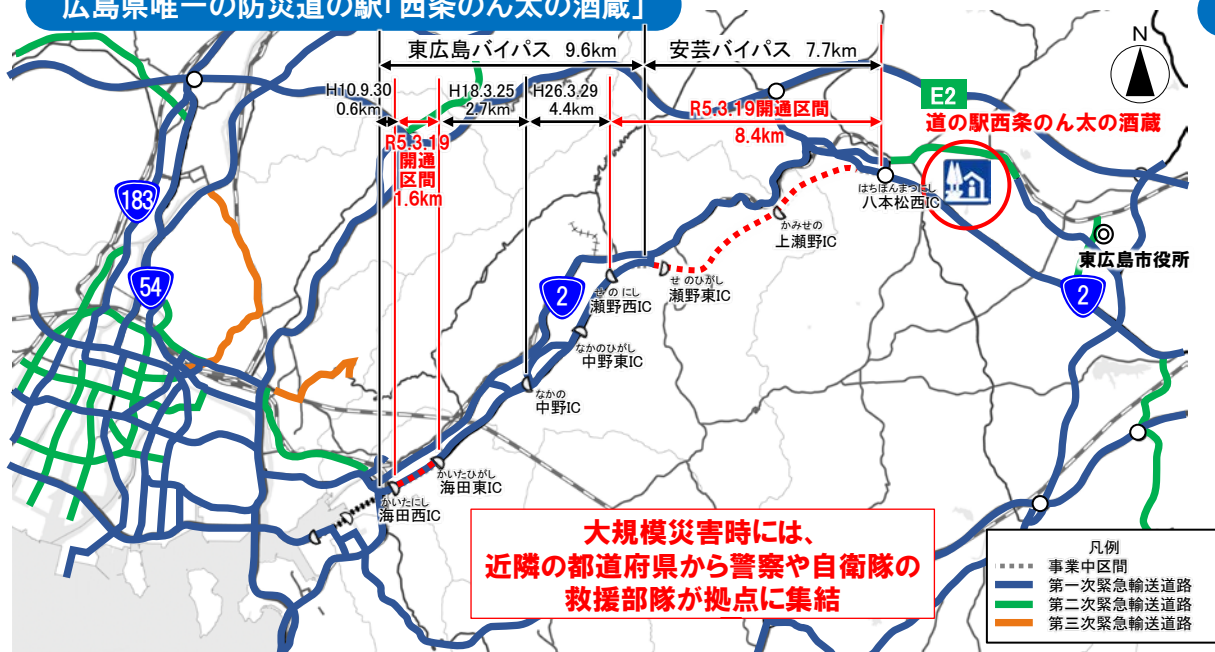 広島県唯一の防災道の駅「西条のん太の酒蔵」
東広島バイパス 9.6km
安芸バイパス 7.7km
N
H10.9.30
0.6km
H18.3.25
2.7km
H26.3.29
4.4km
R5.3.19開通区間
8.4km
R5.3.19
開通
区間
1.6km
E2
道の駅西条のん太の酒蔵
183
54
2
2
はちほんまつにし
八本松西IC
かみせの
上瀬野IC
東広島市役所
せのひがし
瀬野東IC
せのにし
瀬野西IC
なかのひがし
中野東IC
なかの
中野IC
かいたひがし
海田東IC
かいたにし
海田西IC
大規模災害時には、
近隣の都道府県から警察や自衛隊の
救援部隊が拠点に集結
凡例
事業中区間
第一次緊急輸送道路
第二次緊急輸送道路
第三次緊急輸送道路